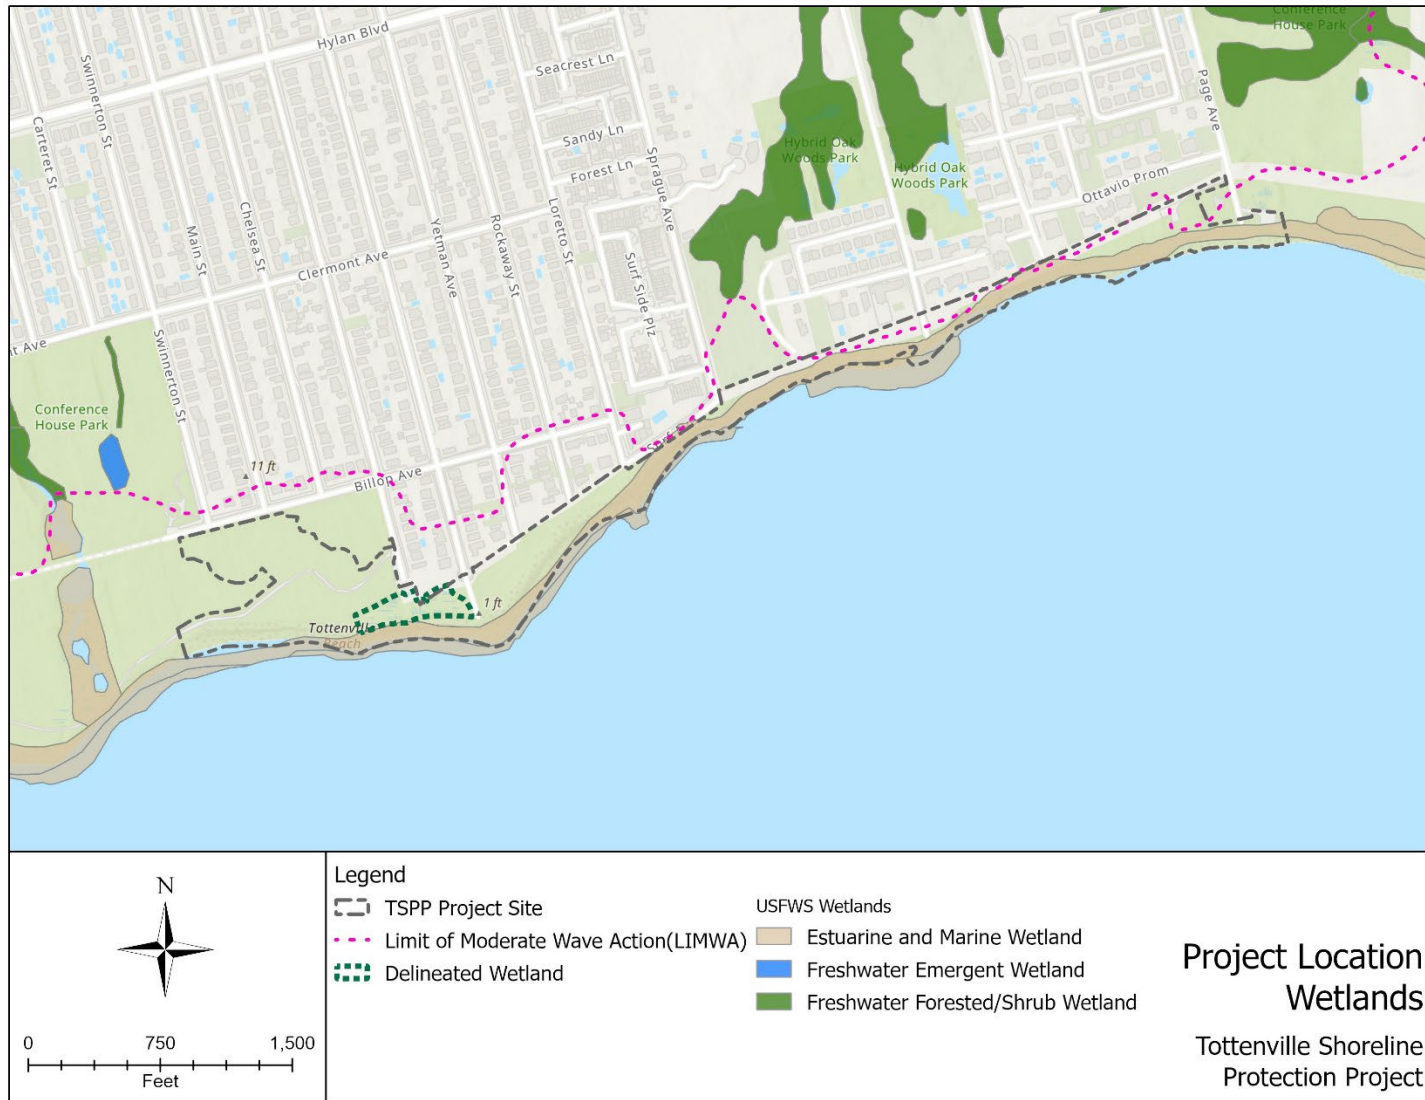 Conference
House Park
Hylan Blvd
Swinnerton St
Seacrest Ln
Page Ave
Carteret St
Sandy Ln
Hybrid Oak
Woods Park
Sprague Ave
Forest Ln
Hybrid Oak
Woods Park
Ottavio Prom
Chelsea St
Loretto St
Main St
Yetman Ave
Rockaway St
Clermont Ave
Surf Side Plz
Ave
Swinnerton St
Conference
House Park
11 ft
Billop Ave
1 ft
Tottenvill
Beach
N
0 750 1,500
Feet
Legend
TSPP Project Site
Limit of Moderate Wave Action(LIMWA)
Delineated Wetland
USFWS Wetlands
Estuarine and Marine Wetland
Freshwater Emergent Wetland
Freshwater Forested/Shrub Wetland
Project Location
Wetlands
Tottenville Shoreline
Protection Project